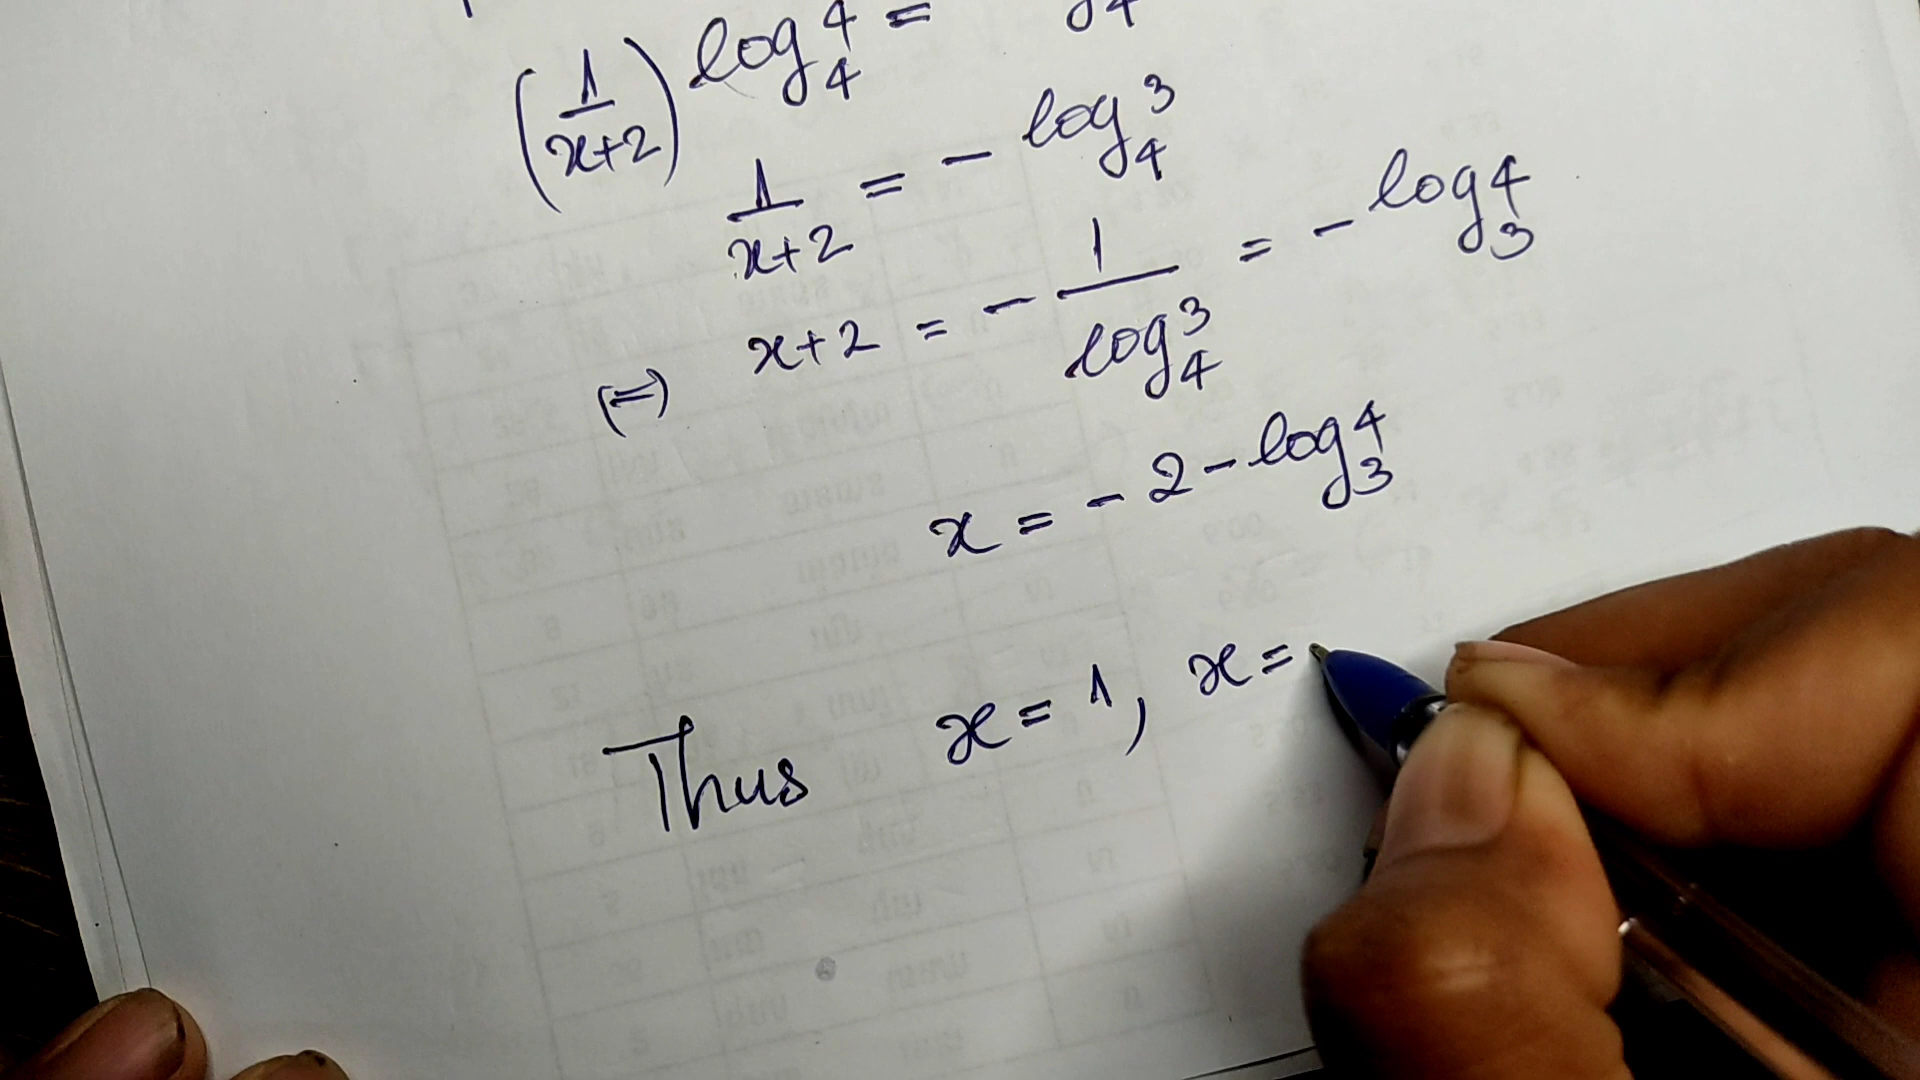 (1/(x+2)) log₄4 =
1/(x+2) = - log₄3
(=) x+2 = - 1/log₄3 = - log₃4
x = - 2 - log₃4
Thus x = 1, x =